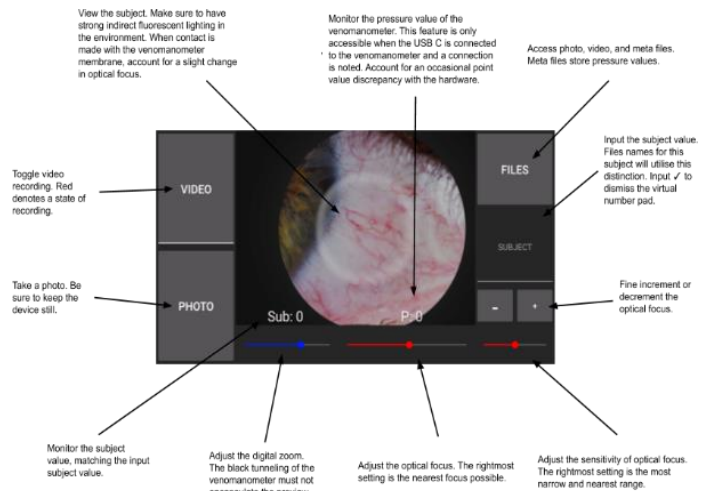 View the subject. Make sure to have
strong indirect fluorescent lighting in
the environment. When contact is
made with the venomanometer
membrane, account for a slight change
in optical focus.
Monitor the pressure value of the
venomanometer. This feature is only
accessible when the USB C is connected
to the venomanometer and a connection
is noted. Account for an occasional point
value discrepancy with the hardware.
Access photo, video, and meta files.
Meta files store pressure values.
Toggle video
recording. Red
denotes a state of
recording.
VIDEO
FILES
Input the subject value.
Files names for this
subject will utilise this
distinction. Input ✓ to
dismiss the virtual
number pad.
SUBJECT
Take a photo. Be
sure to keep the
device still.
PHOTO
Sub: 0
P: 0
-
+
Fine increment or
decrement the
optical focus.
Monitor the subject
value, matching the input
subject value.
Adjust the digital zoom.
The black tunneling of the
venomanometer must not
encapsulate the preview
Adjust the optical focus. The rightmost
setting is the nearest focus possible.
Adjust the sensitivity of optical focus.
The rightmost setting is the most
narrow and nearest range.